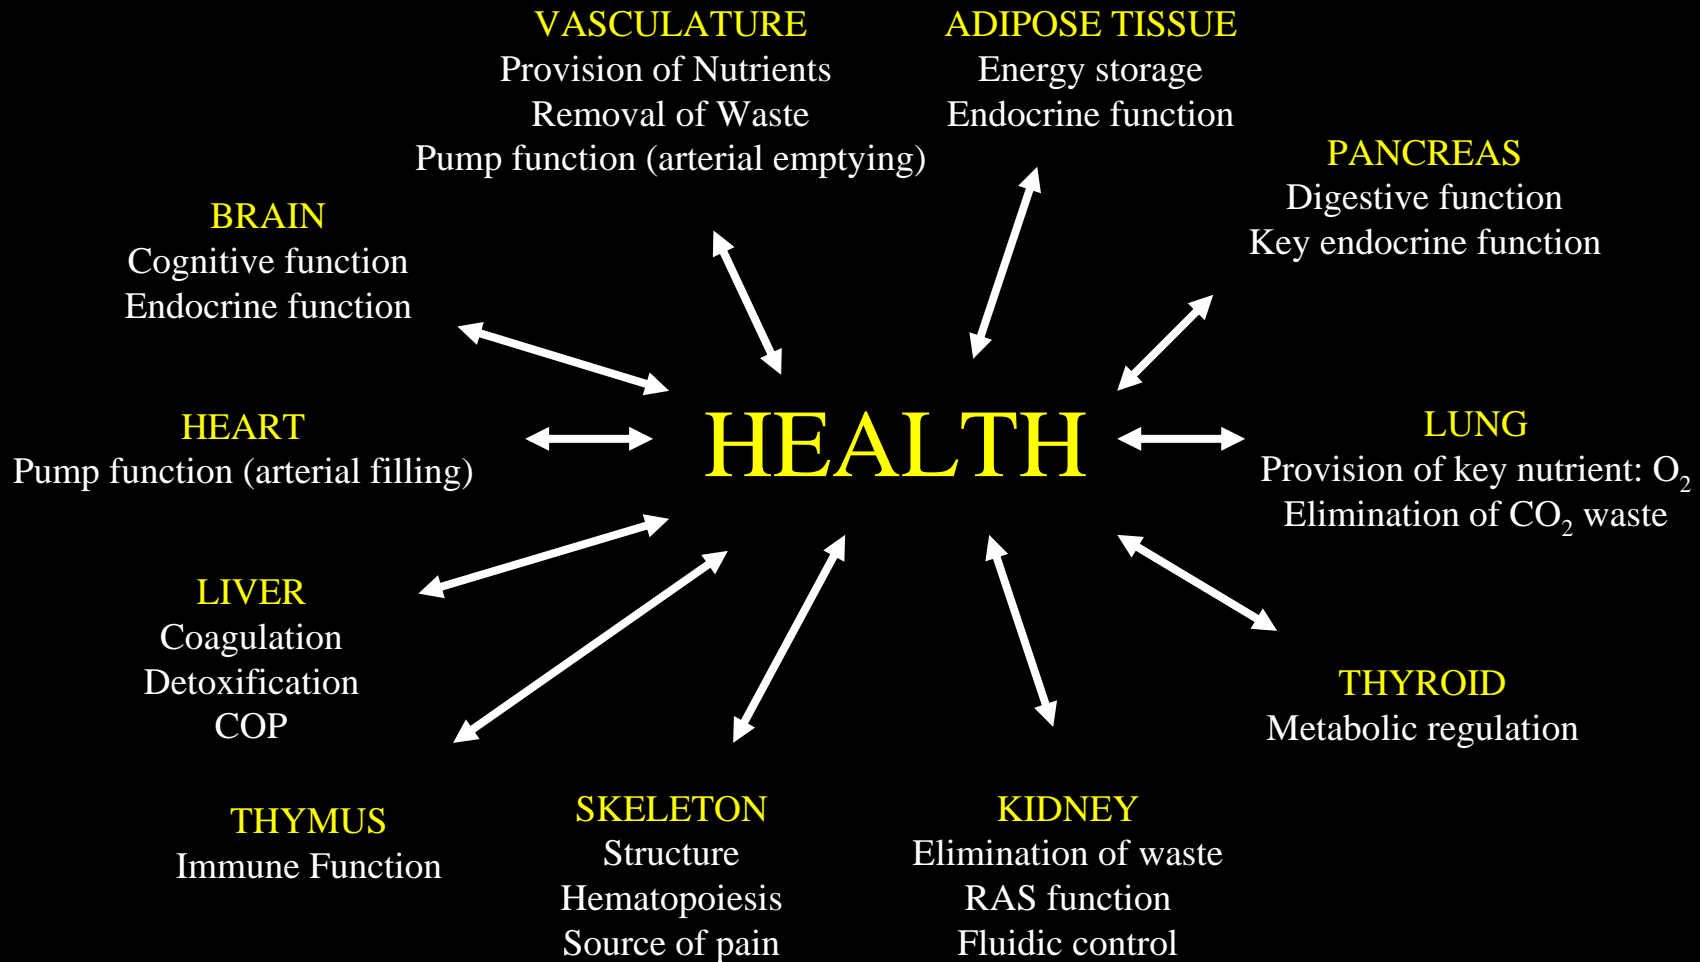 VASCULATURE
Provision of Nutrients
Removal of Waste
Pump function (arterial emptying)
ADIPOSE TISSUE
Energy storage
Endocrine function
PANCREAS
Digestive function
Key endocrine function
BRAIN
Cognitive function
Endocrine function
HEART
Pump function (arterial filling)
HEALTH
LUNG
Provision of key nutrient: O₂
Elimination of CO₂ waste
LIVER
Coagulation
Detoxification
COP
THYROID
Metabolic regulation
THYMUS
Immune Function
SKELETON
Structure
Hematopoiesis
Source of pain
KIDNEY
Elimination of waste
RAS function
Fluidic control